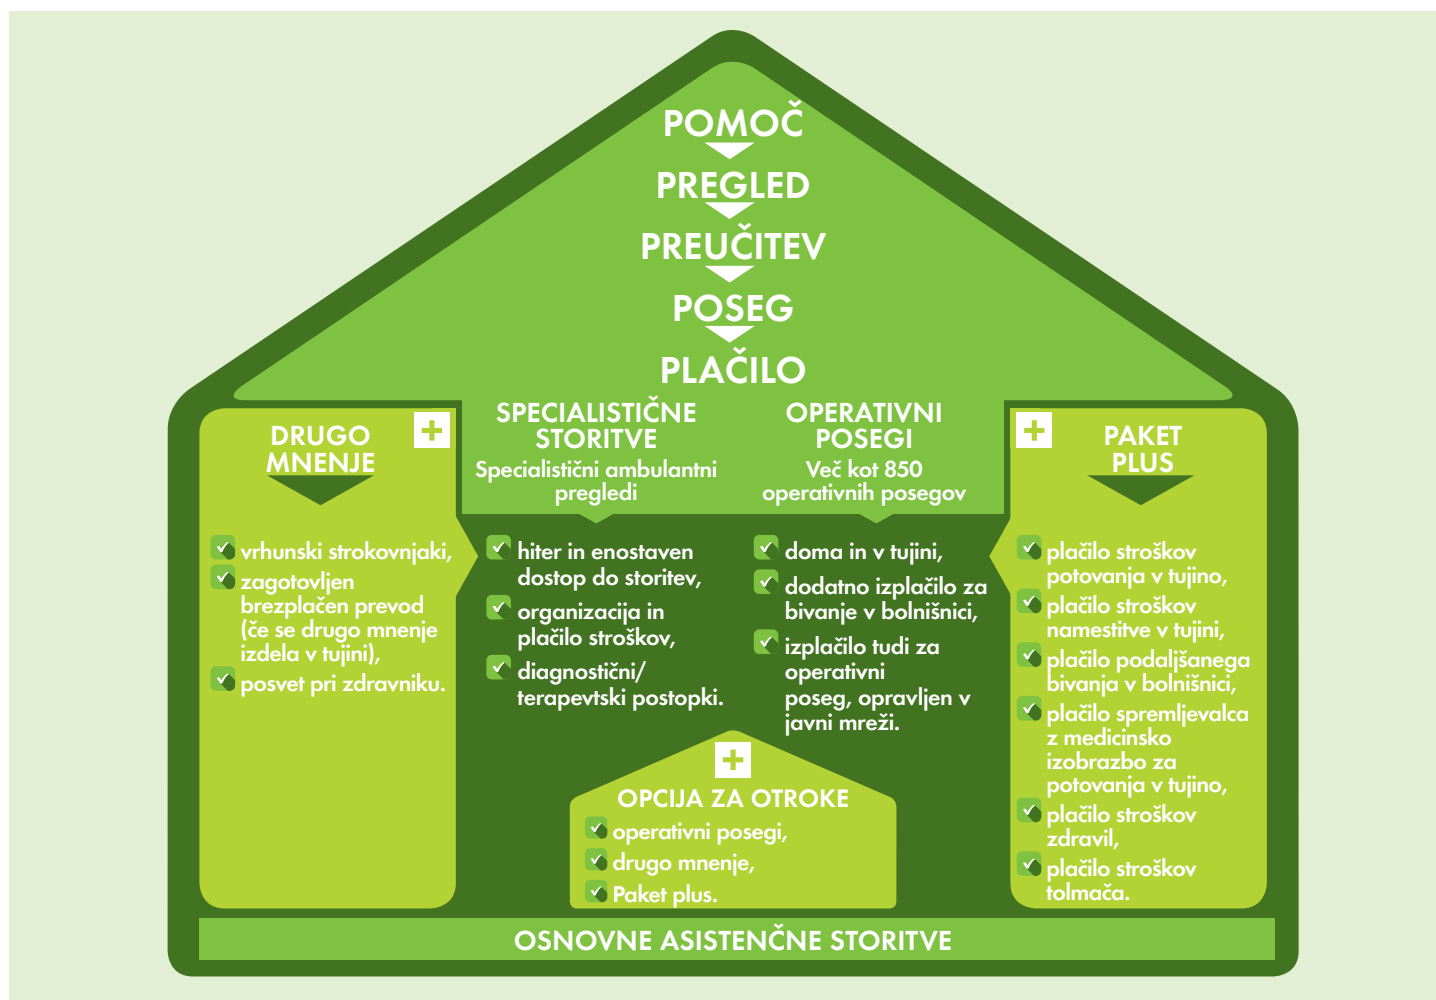 POMOČ
PREGLED
PREUČITEV
POSEG
PLAČILO
DRUGO
MNENJE
vrhunski strokovnjaki,
zagotovljen
brezplačen prevod
(če se drugo mnenje
izdela v tujini),
posvet pri zdravniku.
SPECIALISTIČNE
STORITVE
Specialistični ambulantni
pregledi
hiter in enostaven
dostop do storitev,
organizacija in
plačilo stroškov,
diagnostični/
terapevtski postopki.
OPERATIVNI
POSEGI
Več kot 850
operativnih posegov
doma in v tujini,
dodatno izplačilo za
bivanje v bolnišnici,
izplačilo tudi za
operativni
poseg, opravljen v
javni mreži.
PAKET
PLUS
plačilo stroškov
potovanja v tujino,
plačilo stroškov
namestitve v tujini,
plačilo podaljšanega
bivanja v bolnišnici,
plačilo spremljevalca
z medicinsko
izobrazbo za
potovanja v tujino,
plačilo stroškov
zdravil,
plačilo stroškov
tolmača.
OPCIJA ZA OTROKE
operativni posegi,
drugo mnenje,
Paket plus.
OSNOVNE ASISTENČNE STORITVE